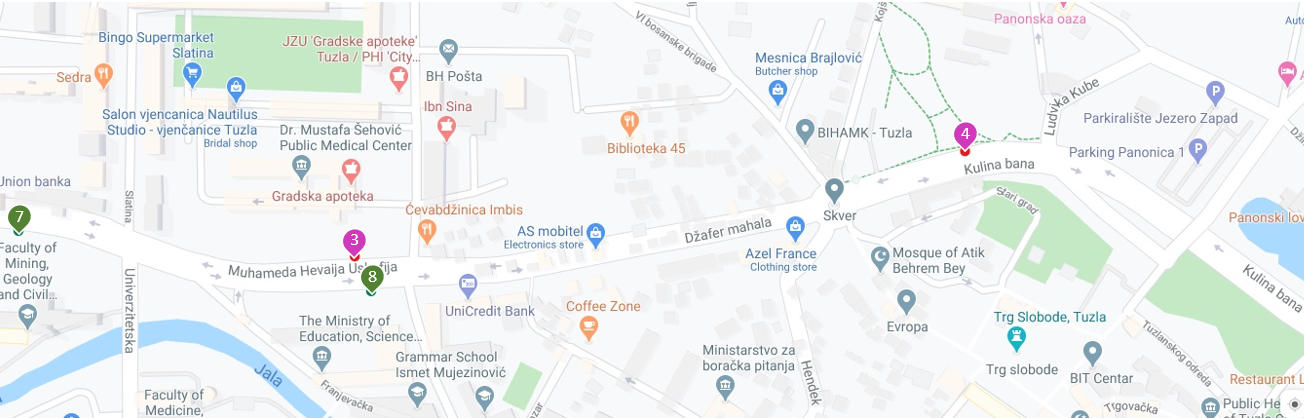 Bingo Supermarket
Slatina
Sedra
JZU 'Gradske apoteke'
Tuzla / PHI 'City...
BH Pošta
VI bosanske brigade
Mesnica Brajlović
Butcher shop
Panonska oaza
Ludvika Kube
Parkiralište Jezero Zapad
Parking Panonica 1
Ibn Sina
Salon vjencanica Nautilus
Studio - vjenčanice Tuzla
Bridal shop
Dr. Mustafa Šehović
Public Medical Center
Gradska apoteka
Biblioteka 45
BIHAMK - Tuzla
4
Kulina bana
Union banka
Slatina
Ćevabdžinica Imbis
AS mobitel
Electronics store
Džafer mahala
Skver
Stari grad
Panonski
7
3
8
Faculty of
Mining,
Geology
and Civil...
Muhameda Hevaija Uskufija
UniCredit Bank
Azel France
Clothing store
Mosque of Atik
Behrem Bey
Kulina bana
Univerzitetska
The Ministry of
Education, Science...
Coffee Zone
Evropa
Trg Slobode, Tuzla
Trg slobode
Tuzlanskog odreda
Jala
Franjevačka
Grammar School
Ismet Mujezinović
Ministarstvo za
boračka pitanja
Hendek
BIT Centar
Restaurant
Faculty of
Medicine,
Trgovačka
Public He